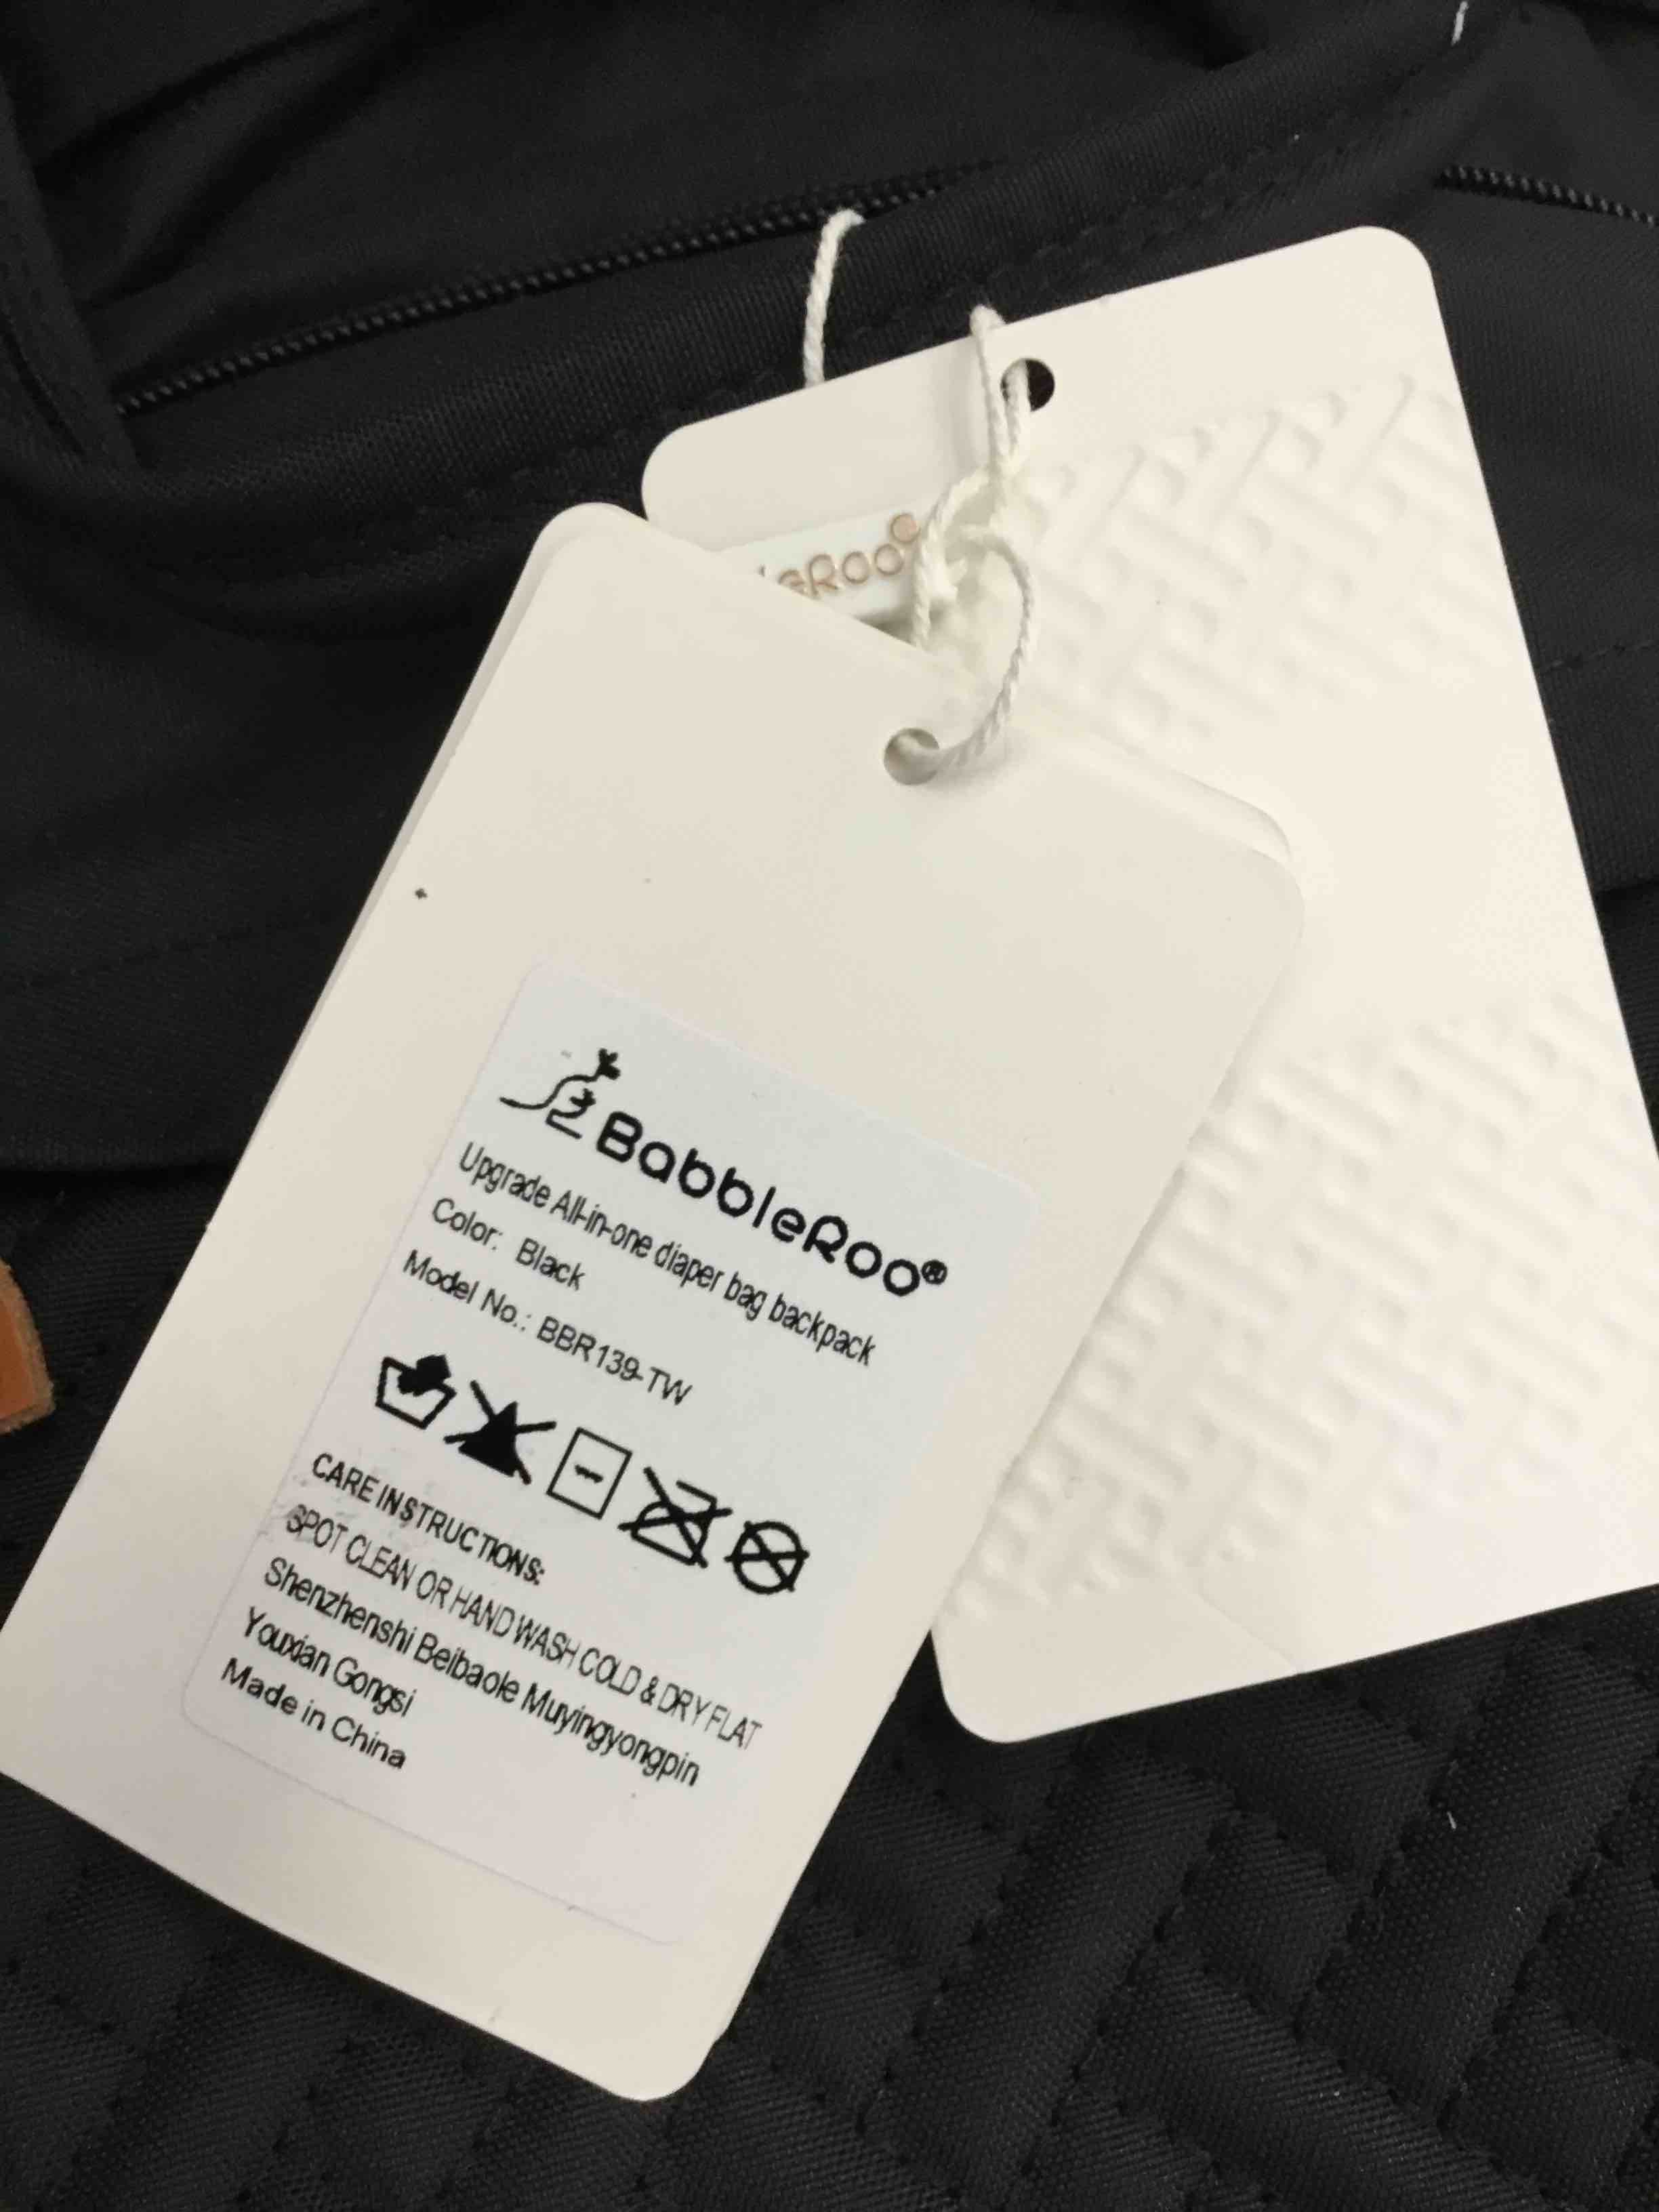 BabbleRoo®
Upgrade All-in-one diaper bag backpack
Color: Black
Model No.: BBR139-TW
CARE INSTRUCTIONS:
SPOT CLEAN OR HAND WASH COLD & DRY FLAT
Shenzhenshi Beibaole Muyingyongpin
Youxian Gongsi
Made in China